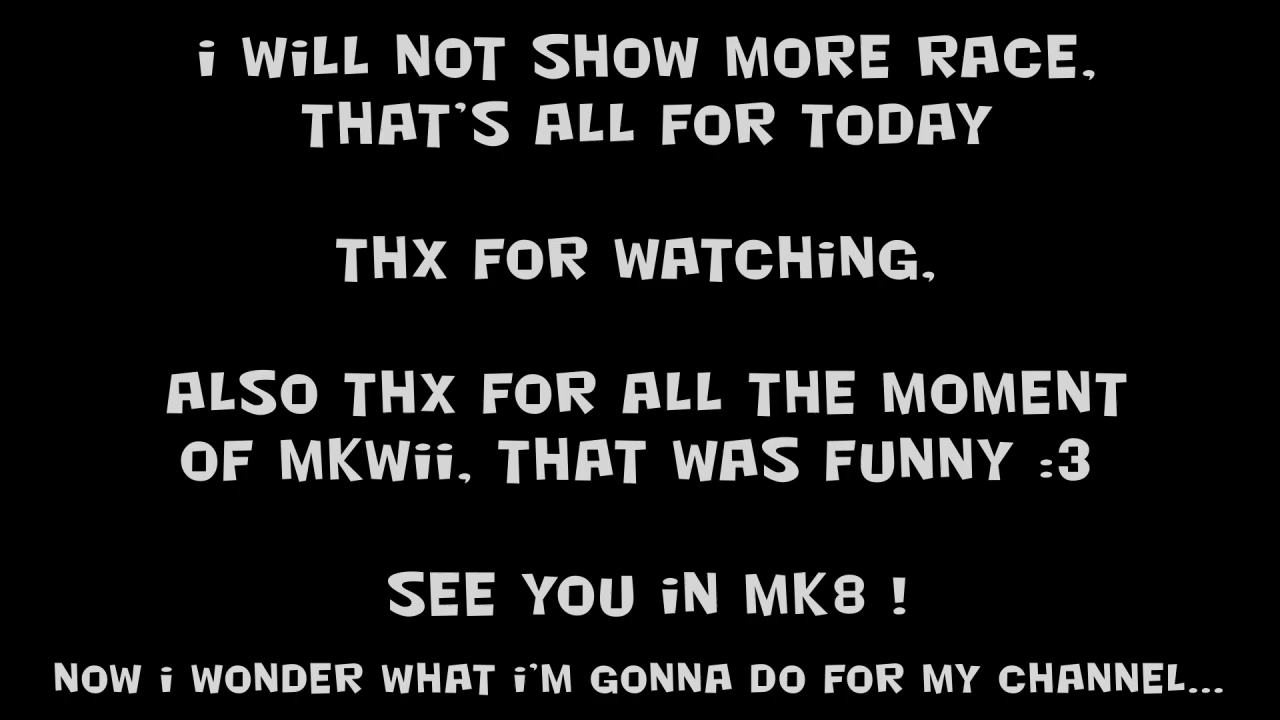 i WiLL NOT SHOW MORE RACE,
THAT'S ALL FOR TODAY
THX FOR WATCHiNG,
ALSO THX FOR ALL THE MOMENT
OF MKWii, THAT WAS FUNNY :3
SEE YOU iN MK8 !
NOW i WONDER WHAT i'M GONNA DO FOR MY CHANNEL...